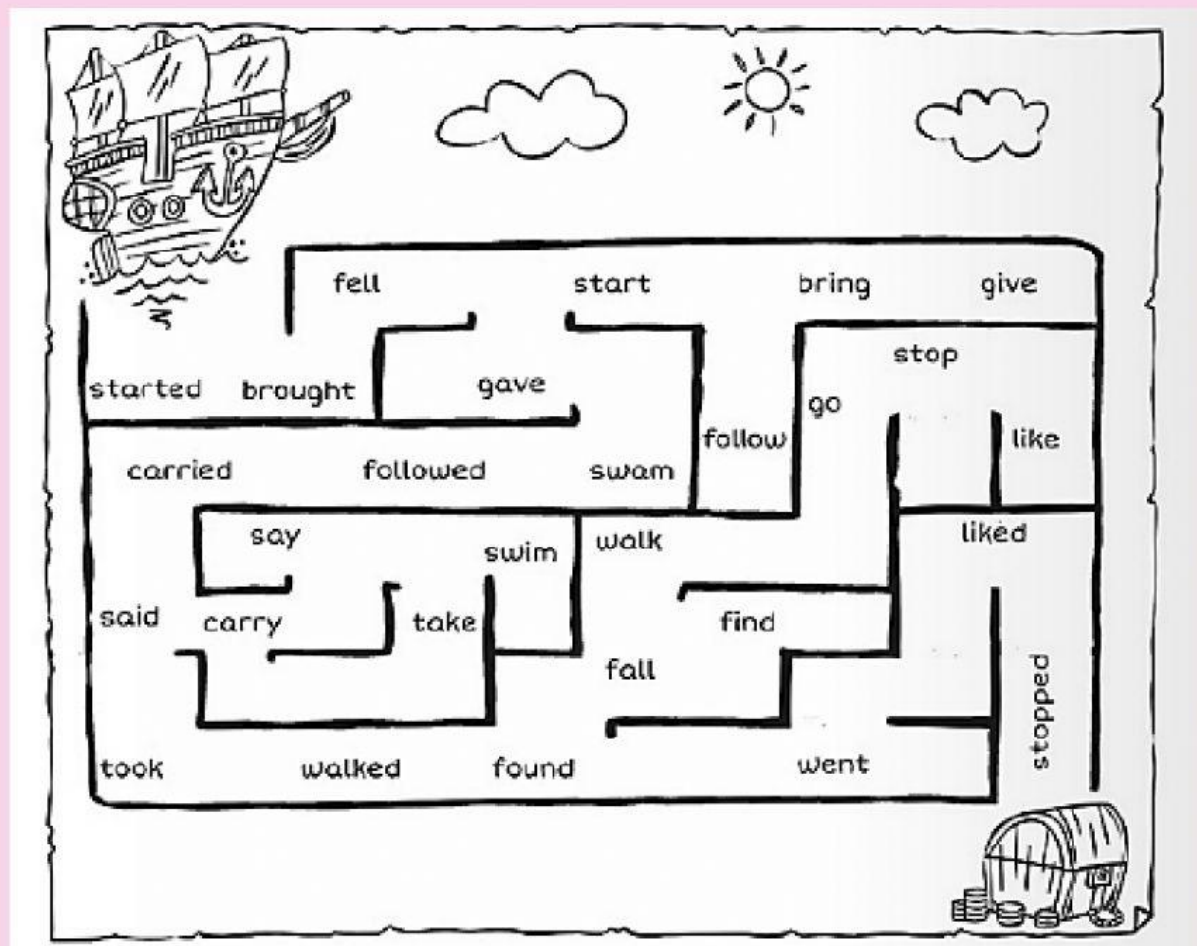 fell start bring give
stop
started brought gave
go
follow like
carried followed swam
say swim walk liked
said carry take find
fall
stopped
took walked found went